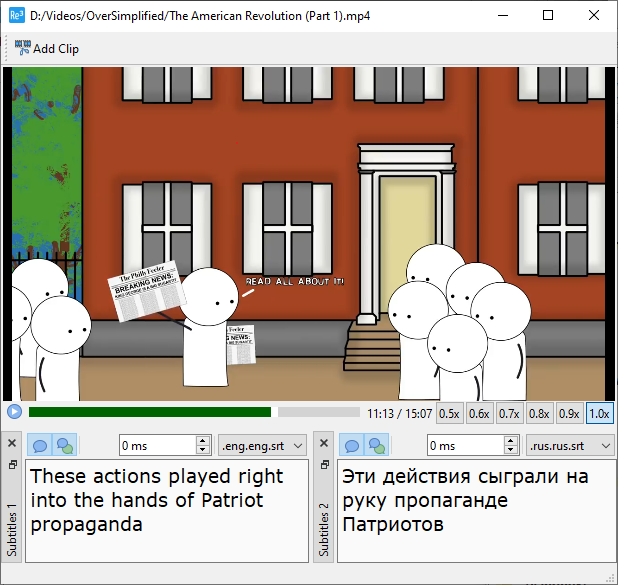 Re³ D:/Videos/OverSimplified/The American Revolution (Part 1).mp4
Add Clip
The Philly Feeler
BREAKING NEWS:
READ ALL ABOUT IT!
Feeler
G NEWS:
11:13 / 15:07 0.5x 0.6x 0.7x 0.8x 0.9x 1.0x
0 ms .eng.eng.srt
These actions played right
into the hands of Patriot
propaganda
Subtitles 1
0 ms .rus.rus.srt
Эти действия сыграли на
руку пропаганде
Патриотов
Subtitles 2